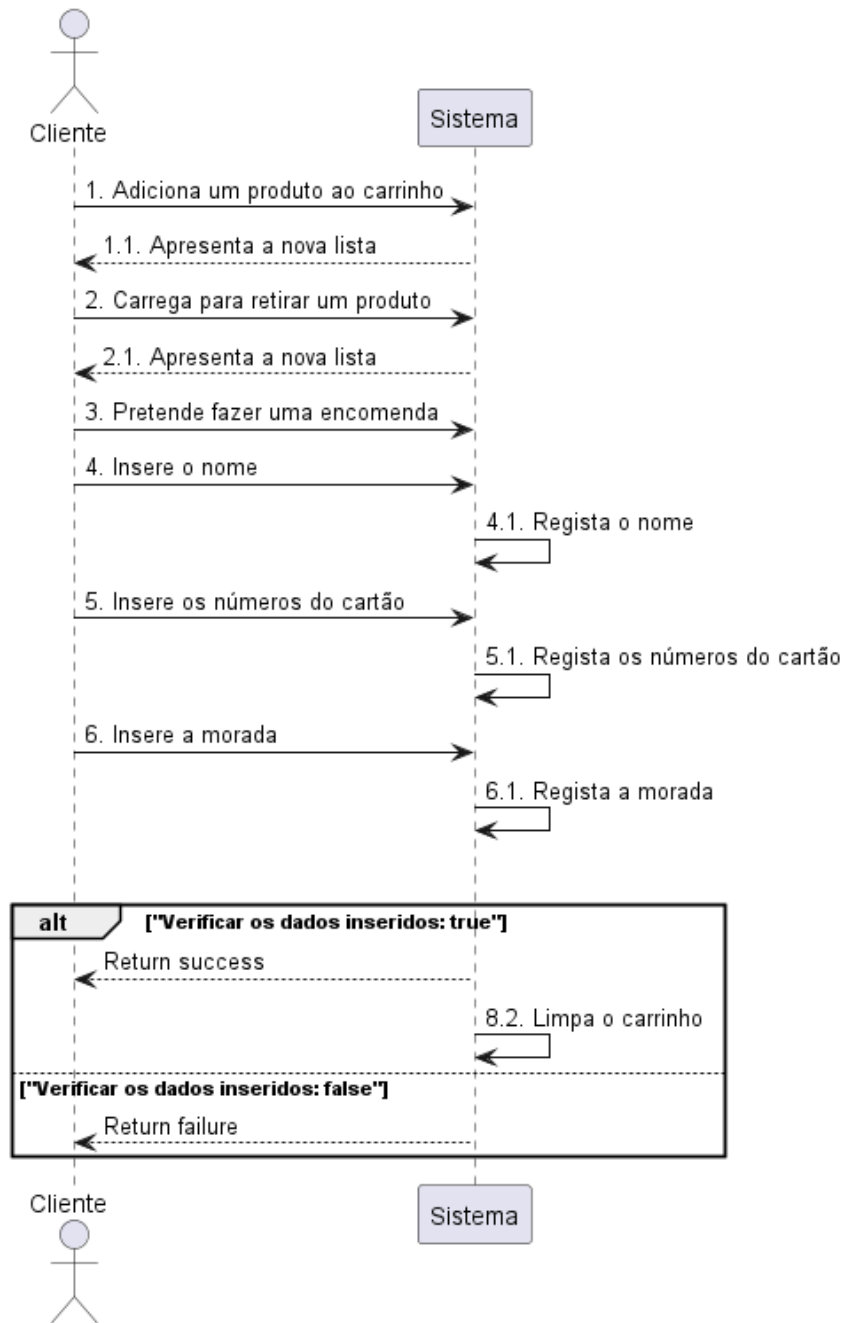 Cliente
Sistema
1. Adiciona um produto ao carrinho
1.1. Apresenta a nova lista
2. Carrega para retirar um produto
2.1. Apresenta a nova lista
3. Pretende fazer uma encomenda
4. Insere o nome
4.1. Regista o nome
5. Insere os números do cartão
5.1. Regista os números do cartão
6. Insere a morada
6.1. Regista a morada
alt ["Verificar os dados inseridos: true"]
Return success
8.2. Limpa o carrinho
["Verificar os dados inseridos: false"]
Return failure
Cliente
Sistema